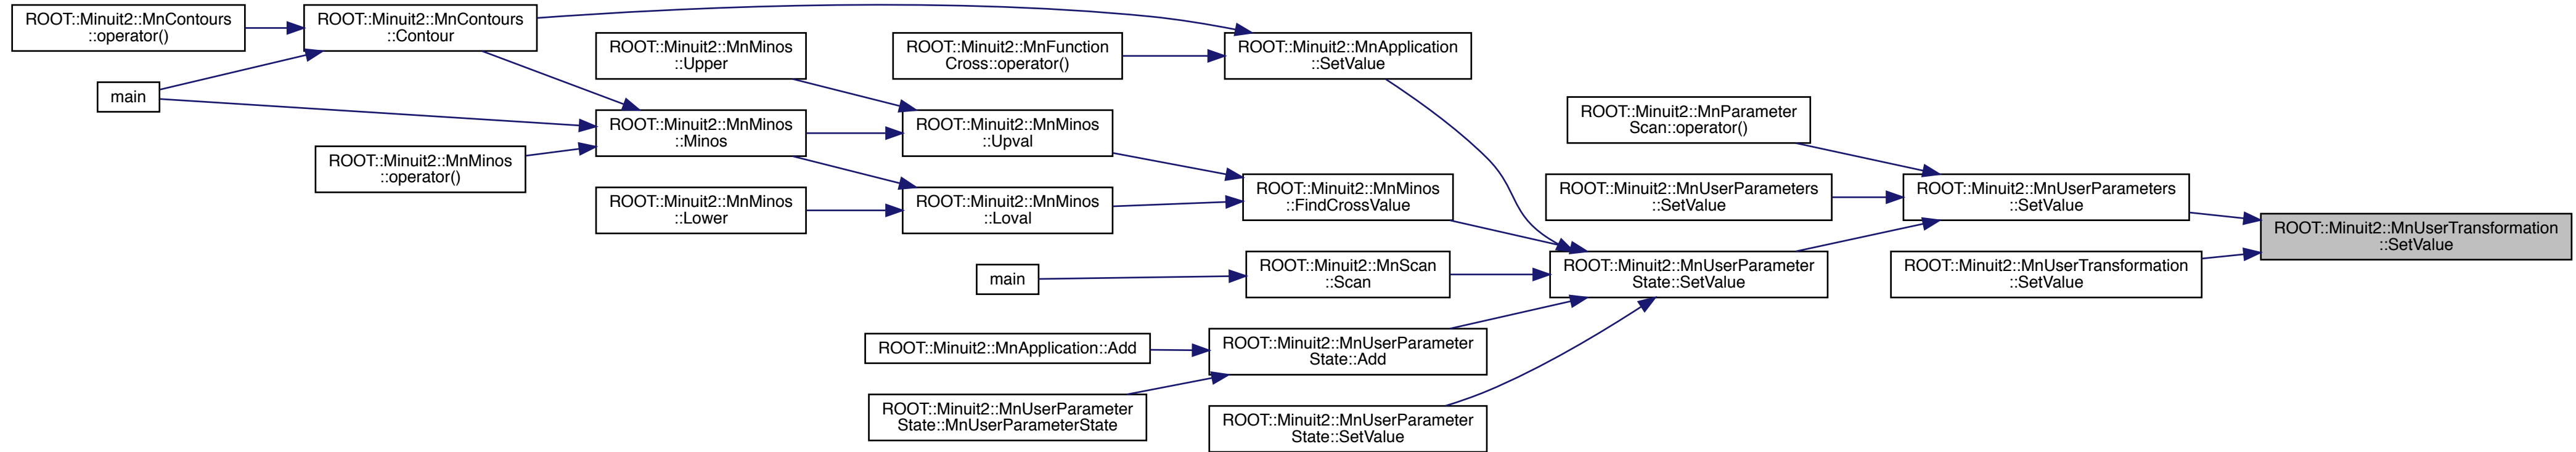 ROOT::Minuit2::MnContours
::operator()
ROOT::Minuit2::MnContours
::Contour
main
ROOT::Minuit2::MnMinos
::operator()
ROOT::Minuit2::MnMinos
::Upper
ROOT::Minuit2::MnMinos
::Minos
ROOT::Minuit2::MnMinos
::Lower
ROOT::Minuit2::MnFunction
Cross::operator()
ROOT::Minuit2::MnMinos
::Upval
ROOT::Minuit2::MnMinos
::Loval
main
ROOT::Minuit2::MnApplication::Add
ROOT::Minuit2::MnUserParameter
State::MnUserParameterState
ROOT::Minuit2::MnApplication
::SetValue
ROOT::Minuit2::MnMinos
::FindCrossValue
ROOT::Minuit2::MnScan
::Scan
ROOT::Minuit2::MnUserParameter
State::Add
ROOT::Minuit2::MnUserParameter
State::SetValue
ROOT::Minuit2::MnParameter
Scan::operator()
ROOT::Minuit2::MnUserParameters
::SetValue
ROOT::Minuit2::MnUserParameter
State::SetValue
ROOT::Minuit2::MnUserParameters
::SetValue
ROOT::Minuit2::MnUserTransformation
::SetValue
ROOT::Minuit2::MnUserTransformation
::SetValue